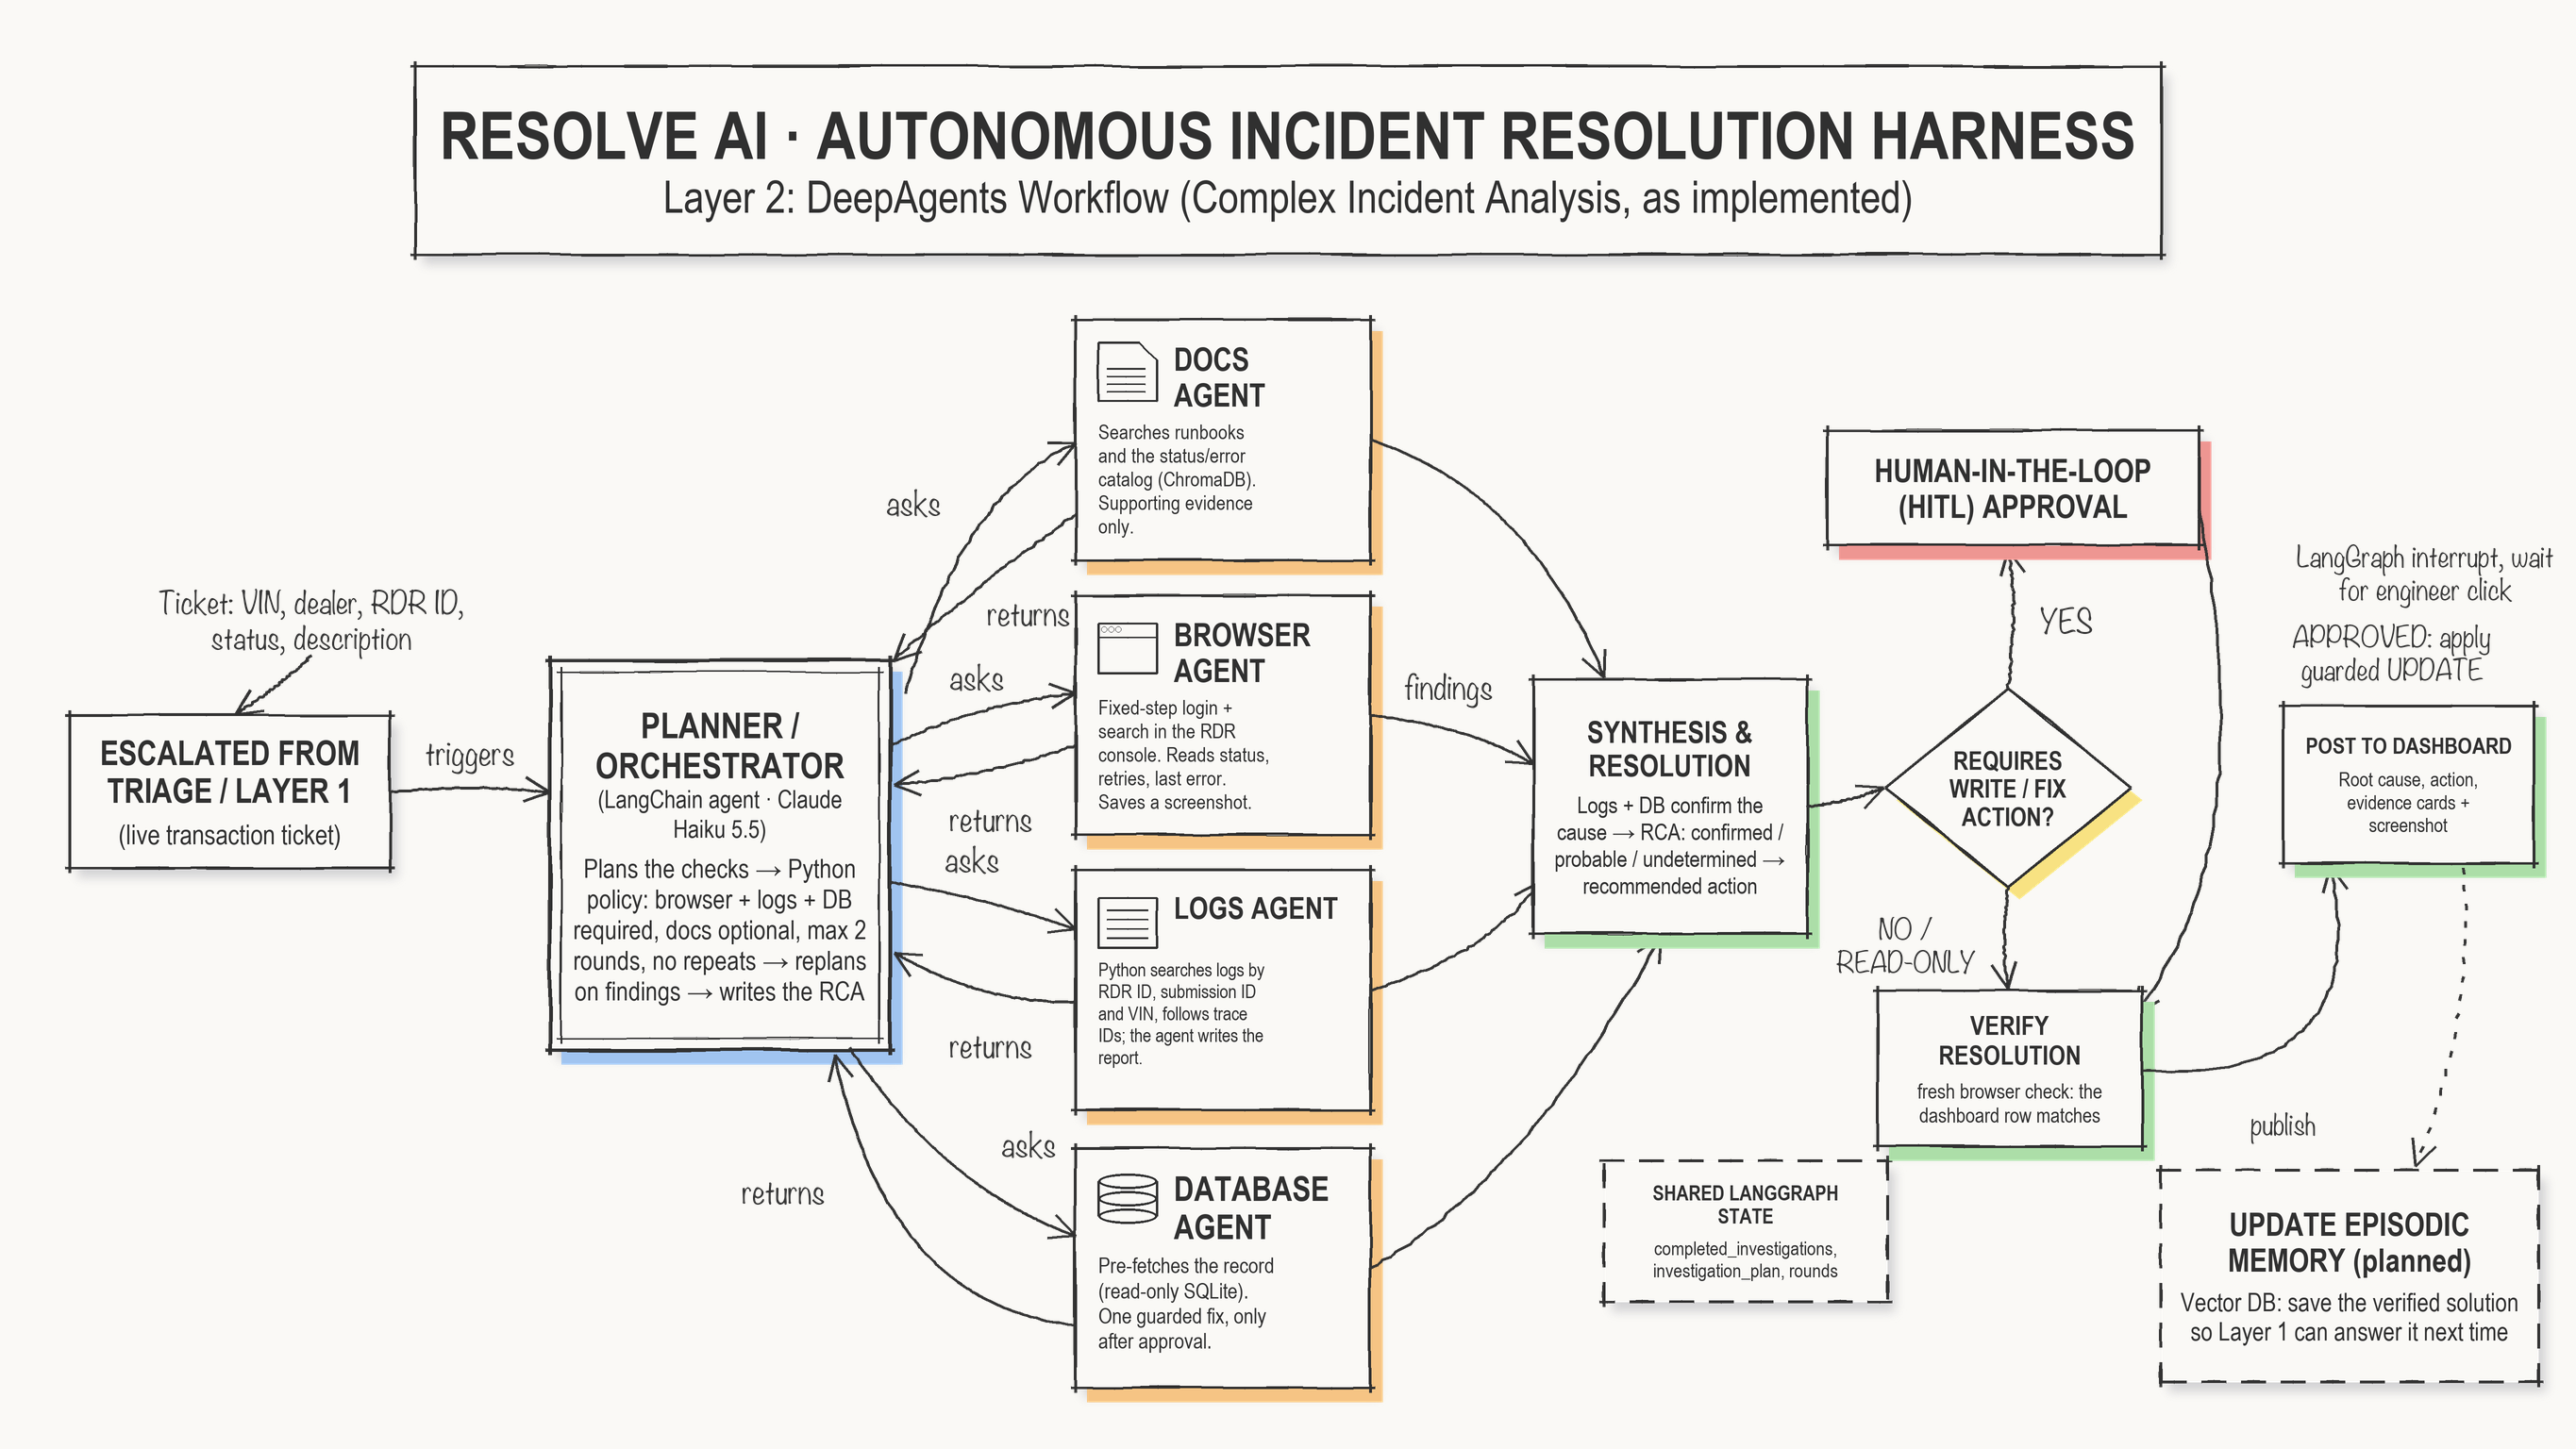 RESOLVE AI · AUTONOMOUS INCIDENT RESOLUTION HARNESS
Layer 2: DeepAgents Workflow (Complex Incident Analysis, as implemented)
Ticket: VIN, dealer, RDR ID,
status, description
ESCALATED FROM
TRIAGE / LAYER 1
(live transaction ticket)
triggers
PLANNER /
ORCHESTRATOR
(LangChain agent · Claude
Haiku 5.5)
Plans the checks → Python
policy: browser + logs + DB
required, docs optional, max 2
rounds, no repeats → replans
on findings → writes the RCA
asks
returns
asks
returns
asks
returns
asks
returns
DOCS
AGENT
Searches runbooks
and the status/error
catalog (ChromaDB).
Supporting evidence
only.
BROWSER
AGENT
Fixed-step login +
search in the RDR
console. Reads status,
retries, last error.
Saves a screenshot.
LOGS AGENT
Python searches logs by
RDR ID, submission ID
and VIN, follows trace
IDs; the agent writes the
report.
DATABASE
AGENT
Pre-fetches the record
(read-only SQLite).
One guarded fix, only
after approval.
findings
SYNTHESIS &
RESOLUTION
Logs + DB confirm the
cause → RCA: confirmed /
probable / undetermined →
recommended action
HUMAN-IN-THE-LOOP
(HITL) APPROVAL
YES
REQUIRES
WRITE / FIX
ACTION?
NO /
READ-ONLY
VERIFY
RESOLUTION
fresh browser check: the
dashboard row matches
SHARED LANGGRAPH
STATE
completed_investigations,
investigation_plan, rounds
LangGraph interrupt, wait
for engineer click
APPROVED: apply
guarded UPDATE
POST TO DASHBOARD
Root cause, action,
evidence cards +
screenshot
publish
UPDATE EPISODIC
MEMORY (planned)
Vector DB: save the verified solution
so Layer 1 can answer it next time